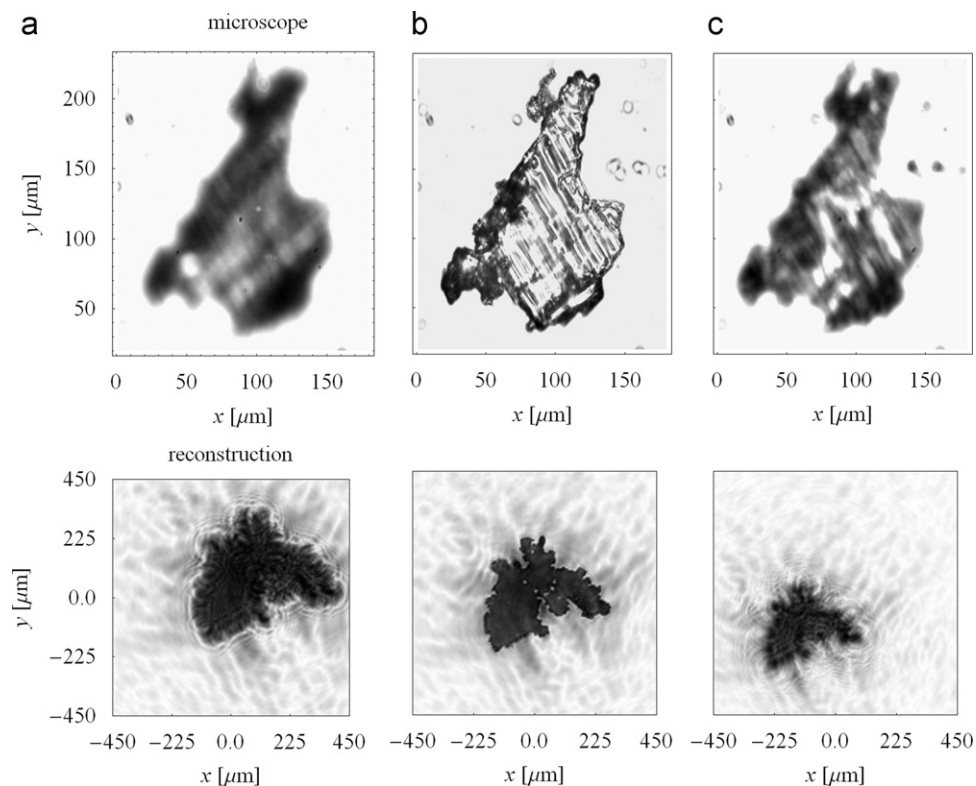 a
microscope
b
c
200
150
100
50
y [μm]
0 50 100 150
0 50 100 150
0 50 100 150
x [μm]
x [μm]
x [μm]
reconstruction
450
225
0.0
−225
−450
y [μm]
−450 −225 0.0 225 450
−450 −225 0.0 225 450
−450 −225 0.0 225 450
x [μm]
x [μm]
x [μm]